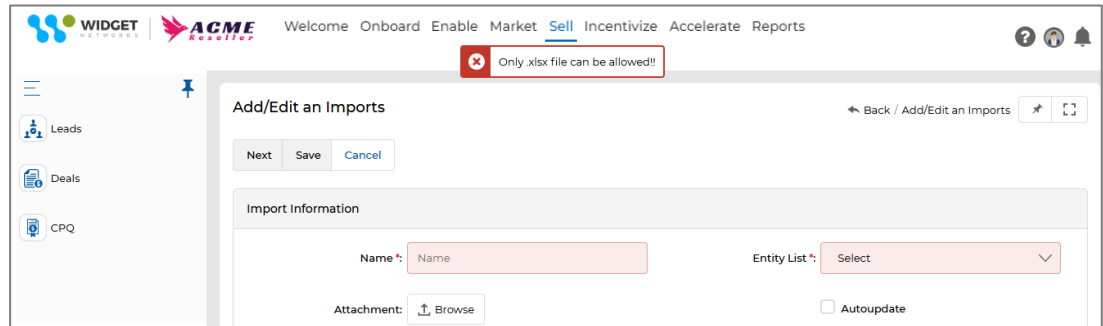 WIDGET
NETWORKS
ACME
Reseller
Welcome Onboard Enable Market Sell Incentivize Accelerate Reports
Only .xlsx file can be allowed!!
Add/Edit an Imports
Back / Add/Edit an Imports
Leads
Next Save Cancel
Deals
Import Information
CPQ
Name*: Name
Entity List*: Select
Attachment: Browse
Autoupdate